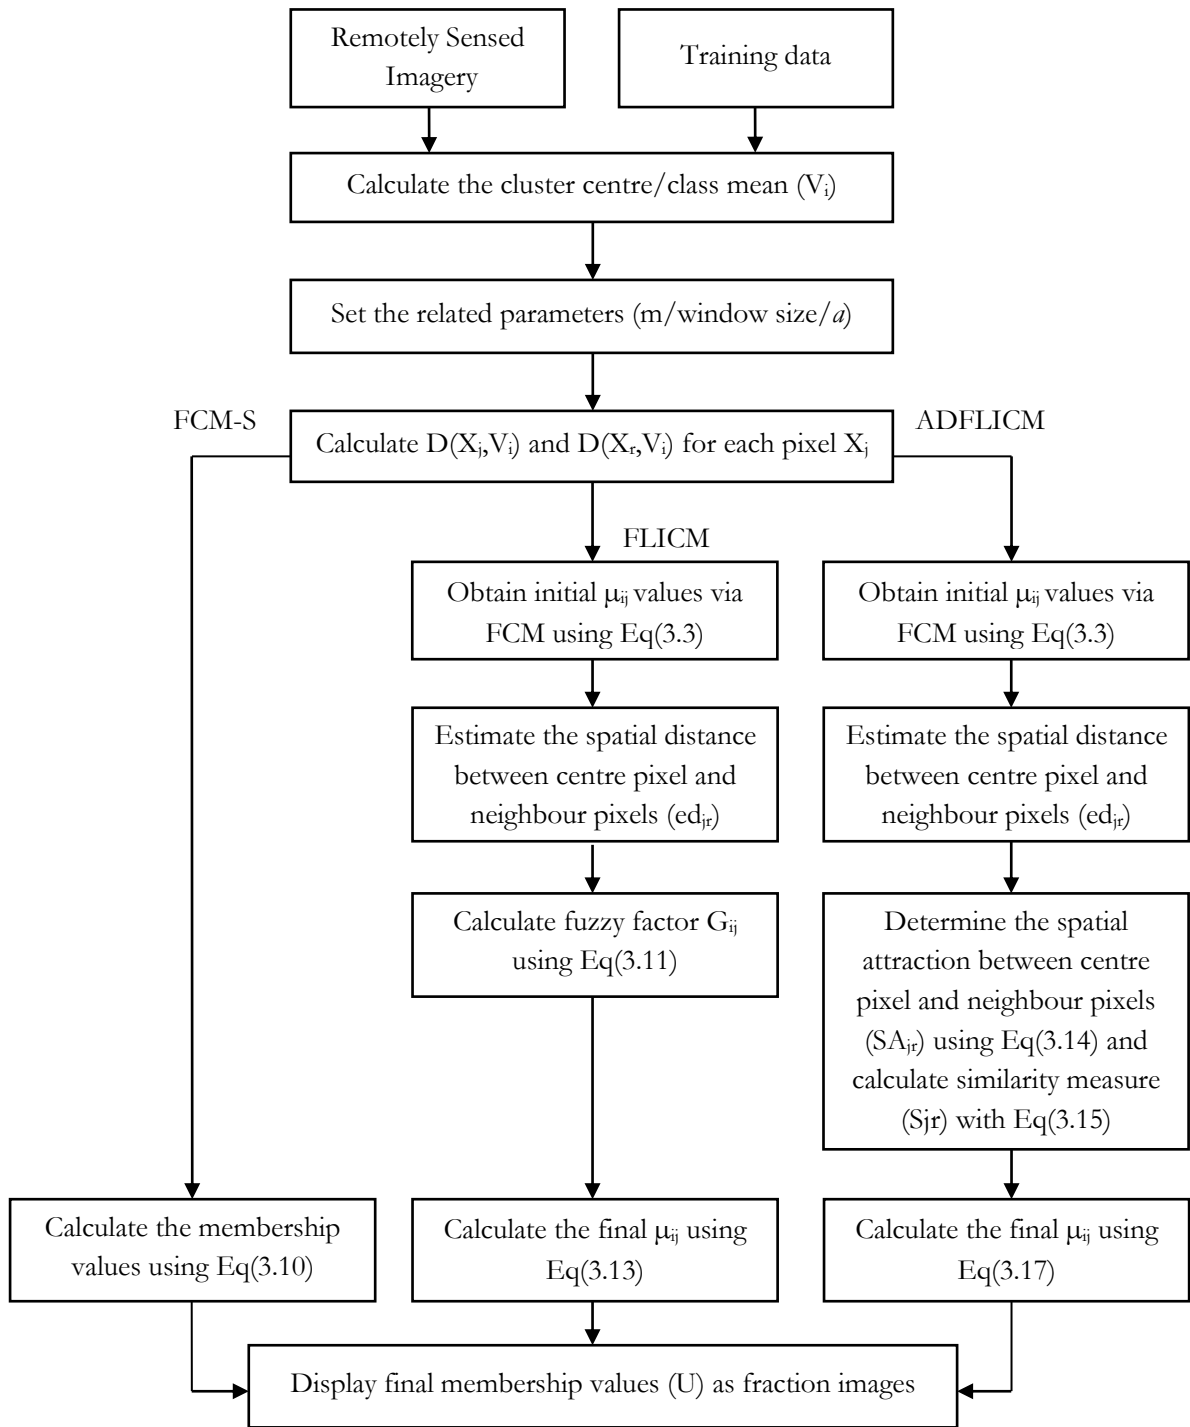 Remotely Sensed
Imagery
Training data
Calculate the cluster centre/class mean (Vᵢ)
Set the related parameters (m/window size/a)
FCM-S
ADFLICM
Calculate D(Xⱼ,Vᵢ) and D(Xᵣ,Vᵢ) for each pixel Xⱼ
FLICM
Obtain initial μᵢⱼ values via
FCM using Eq(3.3)
Obtain initial μᵢⱼ values via
FCM using Eq(3.3)
Estimate the spatial distance
between centre pixel and
neighbour pixels (edⱼᵣ)
Estimate the spatial distance
between centre pixel and
neighbour pixels (edⱼᵣ)
Calculate fuzzy factor Gᵢⱼ
using Eq(3.11)
Determine the spatial
attraction between centre
pixel and neighbour pixels
(SAⱼᵣ) using Eq(3.14) and
calculate similarity measure
(Sjr) with Eq(3.15)
Calculate the membership
values using Eq(3.10)
Calculate the final μᵢⱼ using
Eq(3.13)
Calculate the final μᵢⱼ using
Eq(3.17)
Display final membership values (U) as fraction images